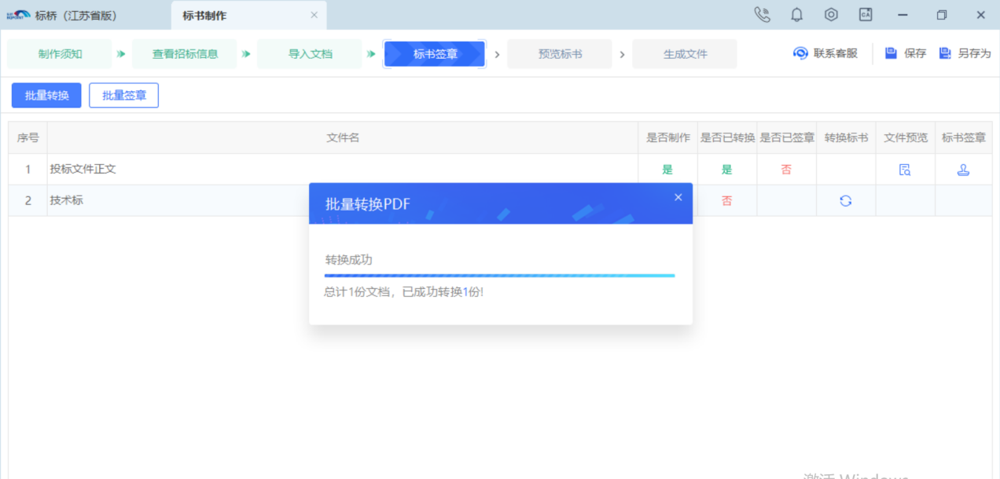 标桥（江苏省版） 标书制作
制作须知 查看招标信息 导入文档 标书签章 预览标书 生成文件 联系客服 保存 另存为
批量转换 批量签章
序号 文件名 是否制作 是否已转换 是否已签章 转换标书 文件预览 标书签章
1 投标文件正文 是 是 否
2 技术标 否
批量转换PDF
转换成功
总计1份文档，已成功转换1份!
激活 Windows